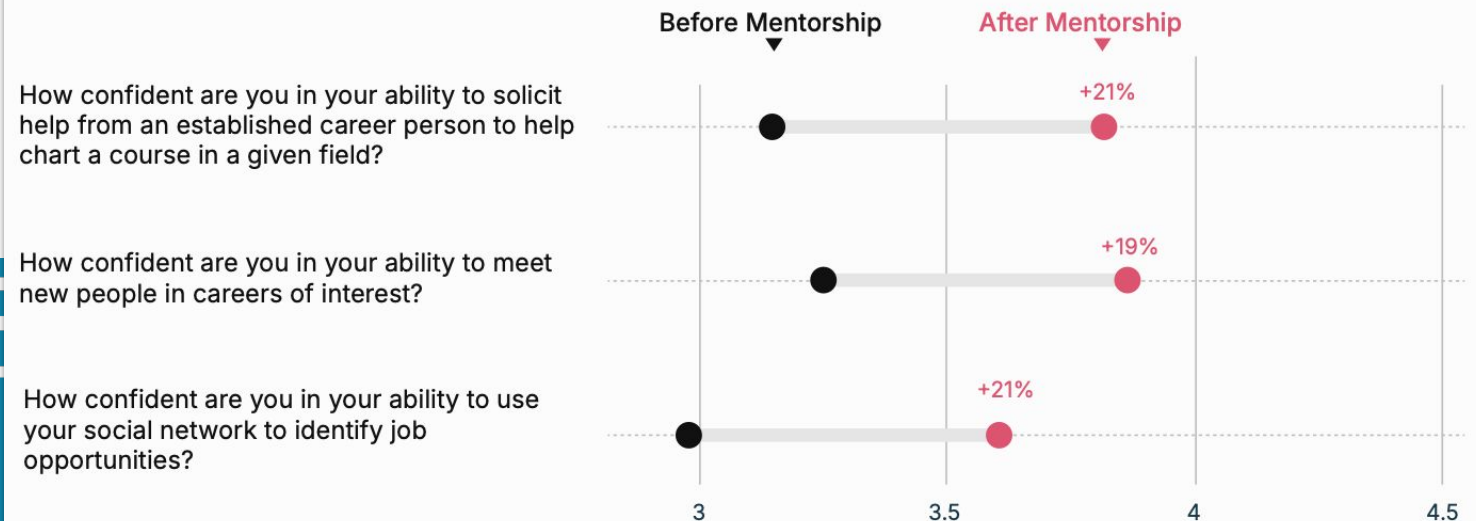 Before Mentorship
After Mentorship
How confident are you in your ability to solicit
help from an established career person to help
chart a course in a given field?
+21%
How confident are you in your ability to meet
new people in careers of interest?
+19%
How confident are you in your ability to use
your social network to identify job
opportunities?
+21%
3
3.5
4
4.5